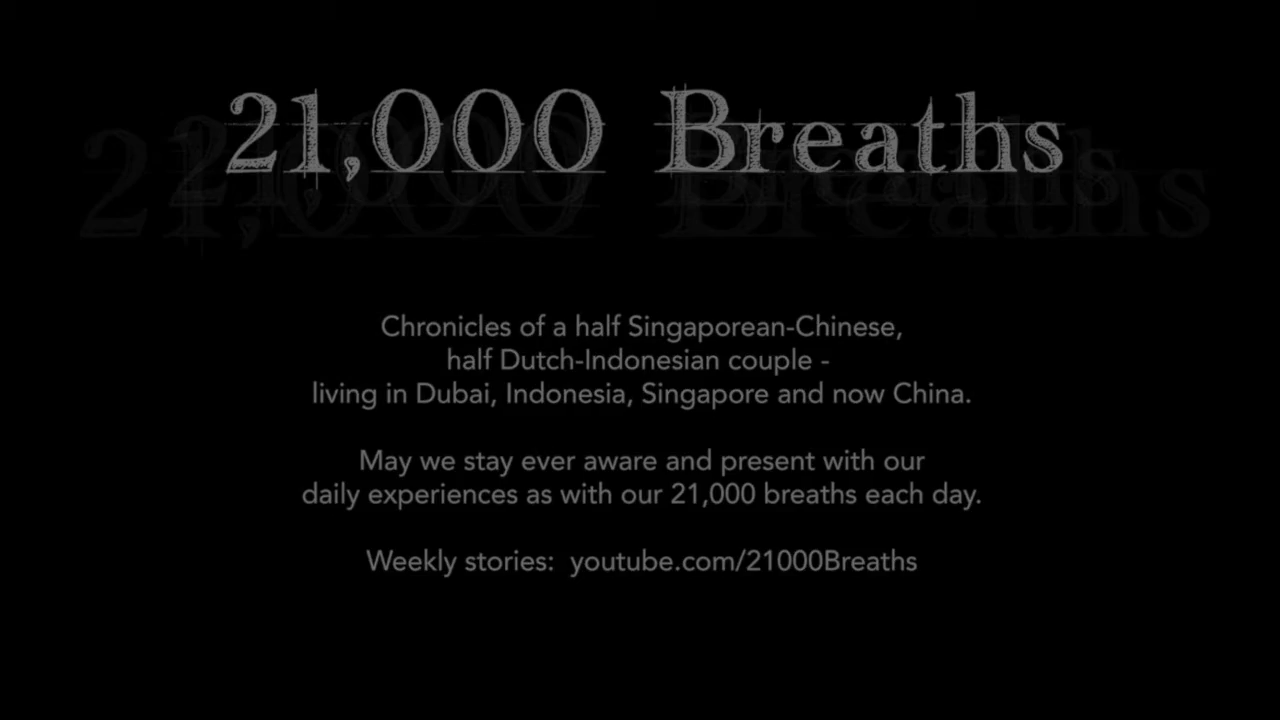 21,000 Breaths
Chronicles of a half Singaporean-Chinese,
half Dutch-Indonesian couple -
living in Dubai, Indonesia, Singapore and now China.
May we stay ever aware and present with our
daily experiences as with our 21,000 breaths each day.
Weekly stories:  youtube.com/21000Breaths